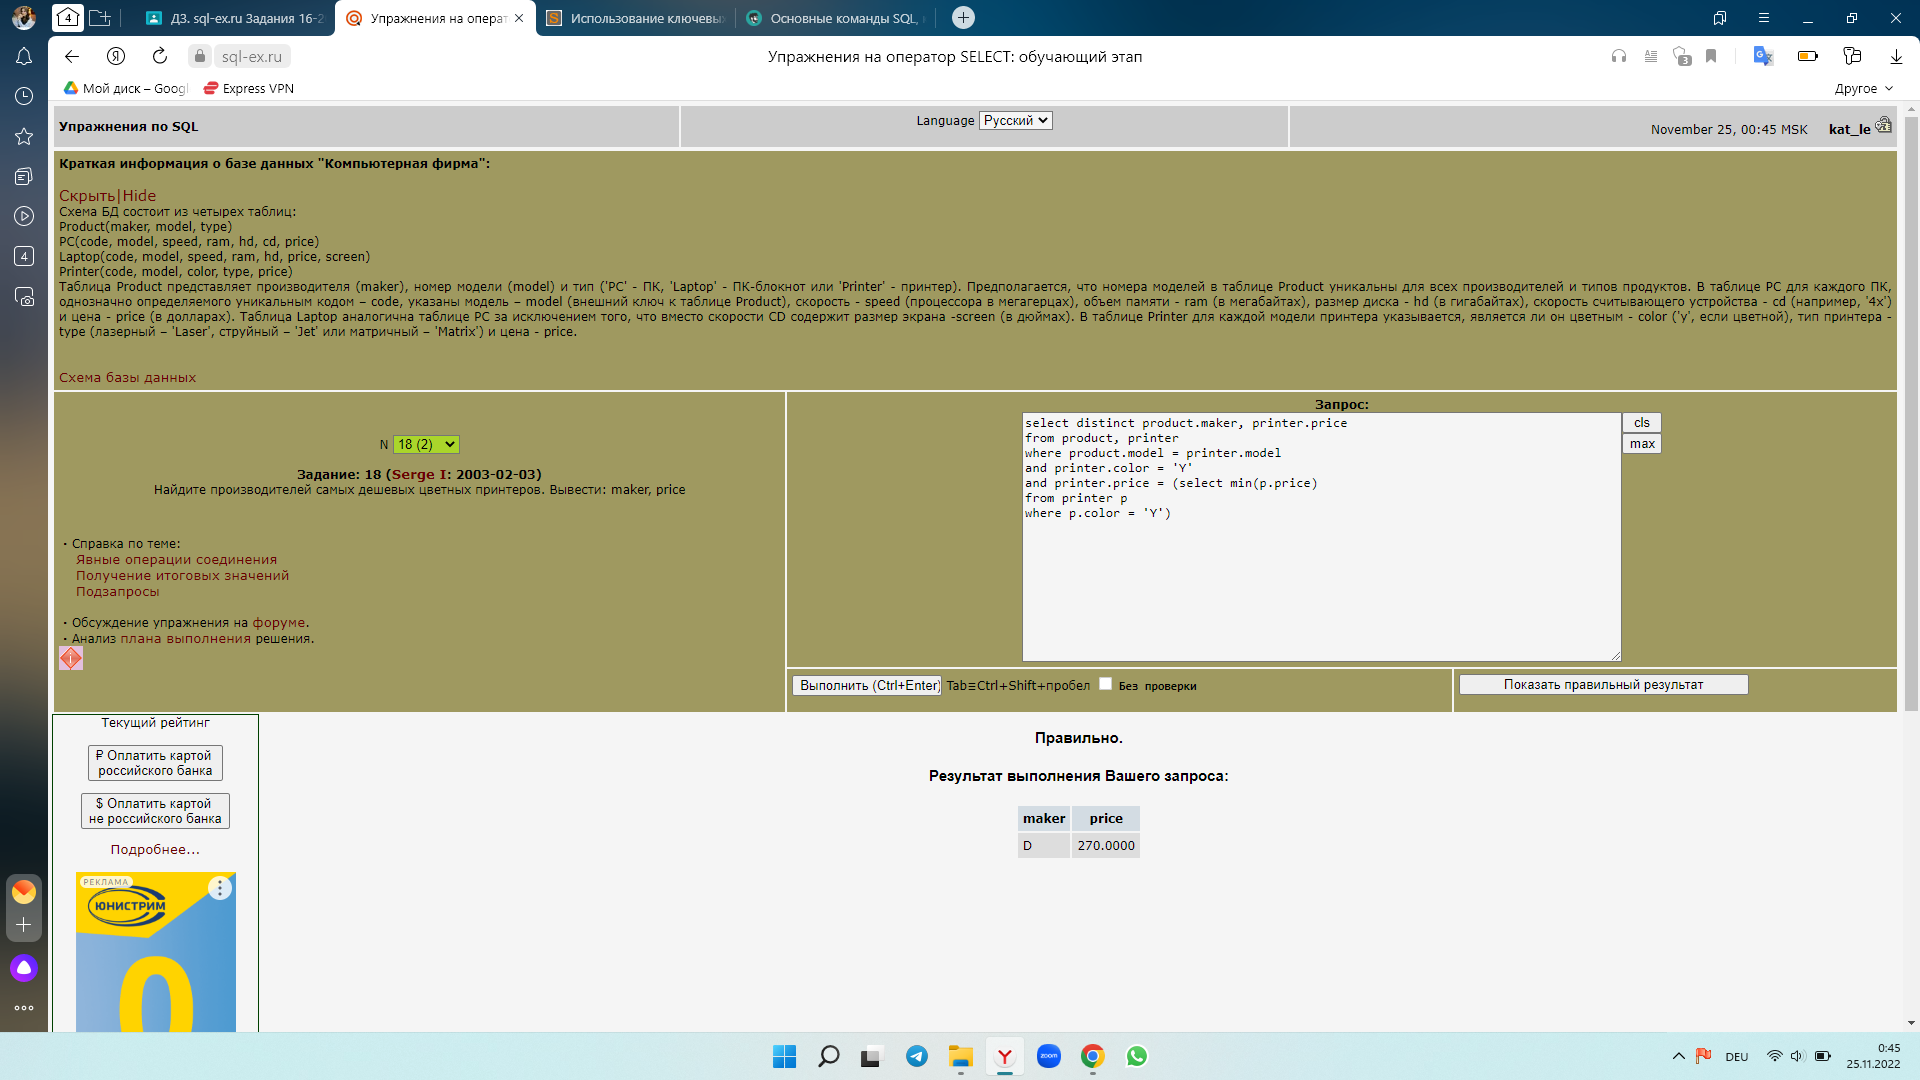 ДЗ. sql-ex.ru Задания 16-2
Упражнения на операт
Использование ключевы
Основные команды SQL,
sql-ex.ru
Упражнения на оператор SELECT: обучающий этап
3
Мой диск – Googl
Express VPN
Другое
4
Упражнения по SQL
Language Русский
November 25, 00:45 MSK kat_le
Краткая информация о базе данных "Компьютерная фирма":
Скрыть|Hide
Схема БД состоит из четырех таблиц:
Product(maker, model, type)
PC(code, model, speed, ram, hd, cd, price)
Laptop(code, model, speed, ram, hd, price, screen)
Printer(code, model, color, type, price)
Таблица Product представляет производителя (maker), номер модели (model) и тип ('PC' - ПК, 'Laptop' - ПК-блокнот или 'Printer' - принтер). Предполагается, что номера моделей в таблице Product уникальны для всех производителей и типов продуктов. В таблице PC для каждого ПК,
однозначно определяемого уникальным кодом – code, указаны модель – model (внешний ключ к таблице Product), скорость - speed (процессора в мегагерцах), объем памяти - ram (в мегабайтах), размер диска - hd (в гигабайтах), скорость считывающего устройства - cd (например, '4x')
и цена - price (в долларах). Таблица Laptop аналогична таблице РС за исключением того, что вместо скорости CD содержит размер экрана -screen (в дюймах). В таблице Printer для каждой модели принтера указывается, является ли он цветным - color ('y', если цветной), тип принтера -
type (лазерный – 'Laser', струйный – 'Jet' или матричный – 'Matrix') и цена - price.
Схема базы данных
N 18 (2)
Задание: 18 (Serge I: 2003-02-03)
Найдите производителей самых дешевых цветных принтеров. Вывести: maker, price
· Справка по теме:
Явные операции соединения
Получение итоговых значений
Подзапросы
· Обсуждение упражнения на форуме.
· Анализ плана выполнения решения.
Запрос:
select distinct product.maker, printer.price
from product, printer
where product.model = printer.model
and printer.color = 'Y'
and printer.price = (select min(p.price)
from printer p
where p.color = 'Y')
cls
max
Выполнить (Ctrl+Enter) Tab≡Ctrl+Shift+пробел Без проверки
Показать правильный результат
Текущий рейтинг
₽ Оплатить картой
российского банка
$ Оплатить картой
не российского банка
Подробнее...
РЕКЛАМА
ЮНИСТРИМ
0
Правильно.
Результат выполнения Вашего запроса:
maker price
D 270.0000
zoom
DEU
0:45
25.11.2022